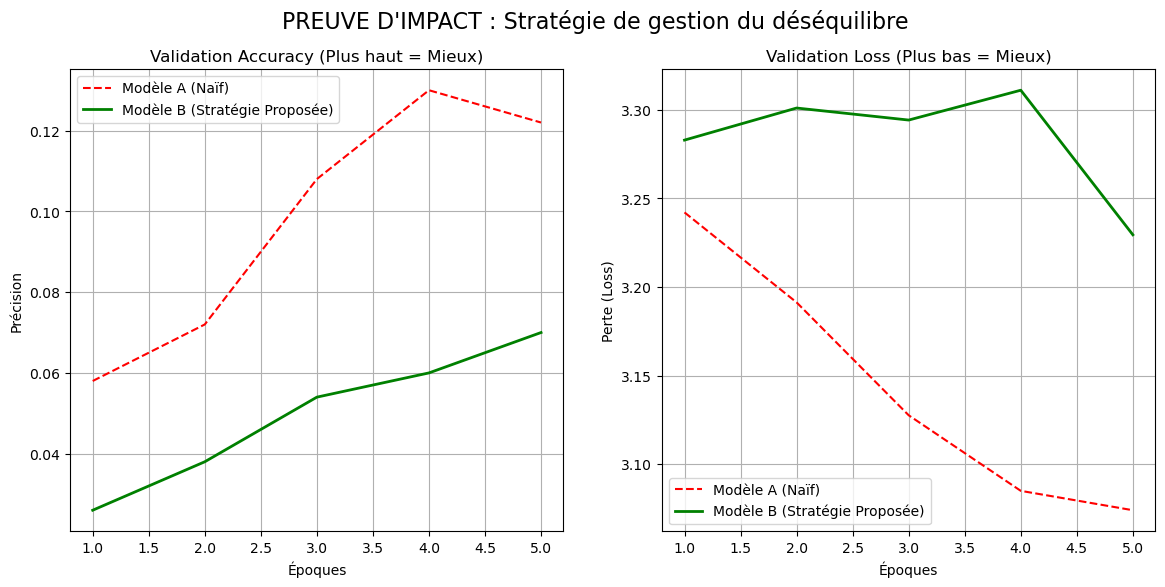 PREUVE D'IMPACT : Stratégie de gestion du déséquilibre
Validation Accuracy (Plus haut = Mieux)
Modèle A (Naïf)
Modèle B (Stratégie Proposée)
Précision
0.12
0.10
0.08
0.06
0.04
1.0 1.5 2.0 2.5 3.0 3.5 4.0 4.5 5.0
Époques
Validation Loss (Plus bas = Mieux)
Perte (Loss)
3.30
3.25
3.20
3.15
3.10
Modèle A (Naïf)
Modèle B (Stratégie Proposée)
1.0 1.5 2.0 2.5 3.0 3.5 4.0 4.5 5.0
Époques